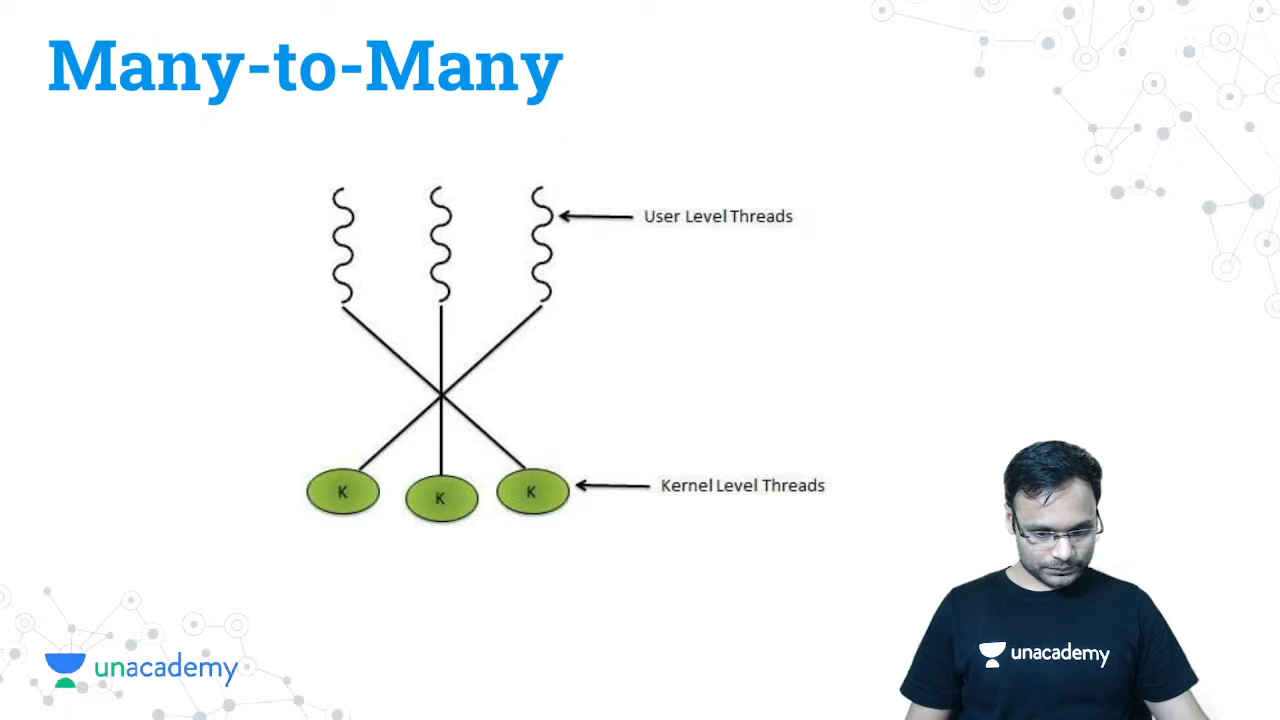 Many-to-Many
User Level Threads
K
K
K
Kernel Level Threads
unacademy
unacademy